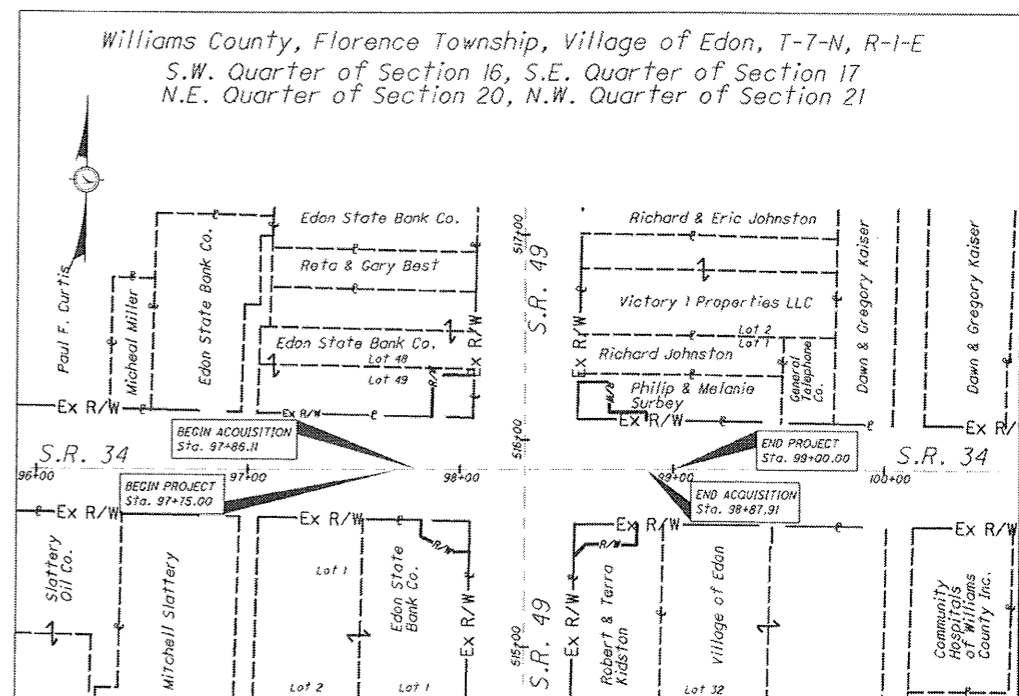 Williams County, Florence Township, Village of Edon, T-7-N, R-1-E
S.W. Quarter of Section 16, S.E. Quarter of Section 17
N.E. Quarter of Section 20, N.W. Quarter of Section 21
Paul F. Curtis
Micheal Miller
Edon State Bank Co.
Edon State Bank Co.
Reta & Gary Best
Edon State Bank Co.
Lot 48
Lot 49
Ex R/W
R/W
517+00
S.R. 49
516+00
Richard & Eric Johnston
Victory 1 Properties LLC
Lot 2
Lot 1
Richard Johnston
General
Telephone
Co.
Philip & Melanie
Surbey
Ex R/W
R/W
Dawn & Gregory Kaiser
Dawn & Gregory Kaiser
Ex R/W
Ex R/W
Ex R/W
Ex R/W
Ex R/
BEGIN ACQUISITION
Sta. 97+86.11
END PROJECT
Sta. 99+00.00
S.R. 34
S.R. 34
96+00
97+00
98+00
99+00
100+00
BEGIN PROJECT
Sta. 97+75.00
END ACQUISITION
Sta. 98+87.91
Ex R/W
Ex R/W
Ex R/W
Ex R/W
R/W
R/W
Slattery
Oil Co.
Mitchell Slattery
Lot 1
Edon State
Bank Co.
Ex R/W
515+00
S.R. 49
Ex R/W
Robert & Terra
Kidston
Village of Edon
Community
Hospitals
of Williams
County Inc.
Lot 2
Lot 1
Lot 32